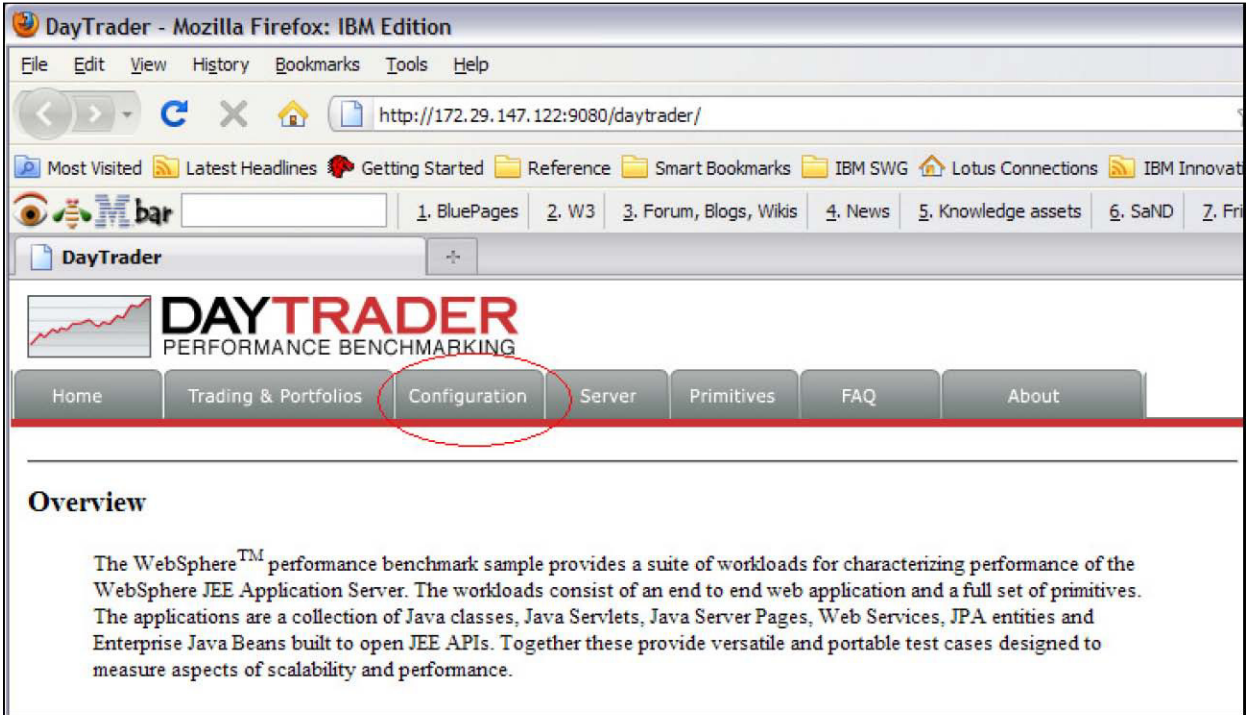 DayTrader - Mozilla Firefox: IBM Edition
File Edit View History Bookmarks Tools Help
http://172.29.147.122:9080/daytrader/
Most Visited Latest Headlines Getting Started Reference Smart Bookmarks IBM SWG Lotus Connections IBM Innovati
bar 1. BluePages 2. W3 3. Forum, Blogs, Wikis 4. News 5. Knowledge assets 6. SaND 7. Fri
DayTrader
DAYTRADER
PERFORMANCE BENCHMARKING
Home Trading & Portfolios Configuration Server Primitives FAQ About
Overview
The WebSphere™ performance benchmark sample provides a suite of workloads for characterizing performance of the
WebSphere JEE Application Server. The workloads consist of an end to end web application and a full set of primitives.
The applications are a collection of Java classes, Java Servlets, Java Server Pages, Web Services, JPA entities and
Enterprise Java Beans built to open JEE APIs. Together these provide versatile and portable test cases designed to
measure aspects of scalability and performance.